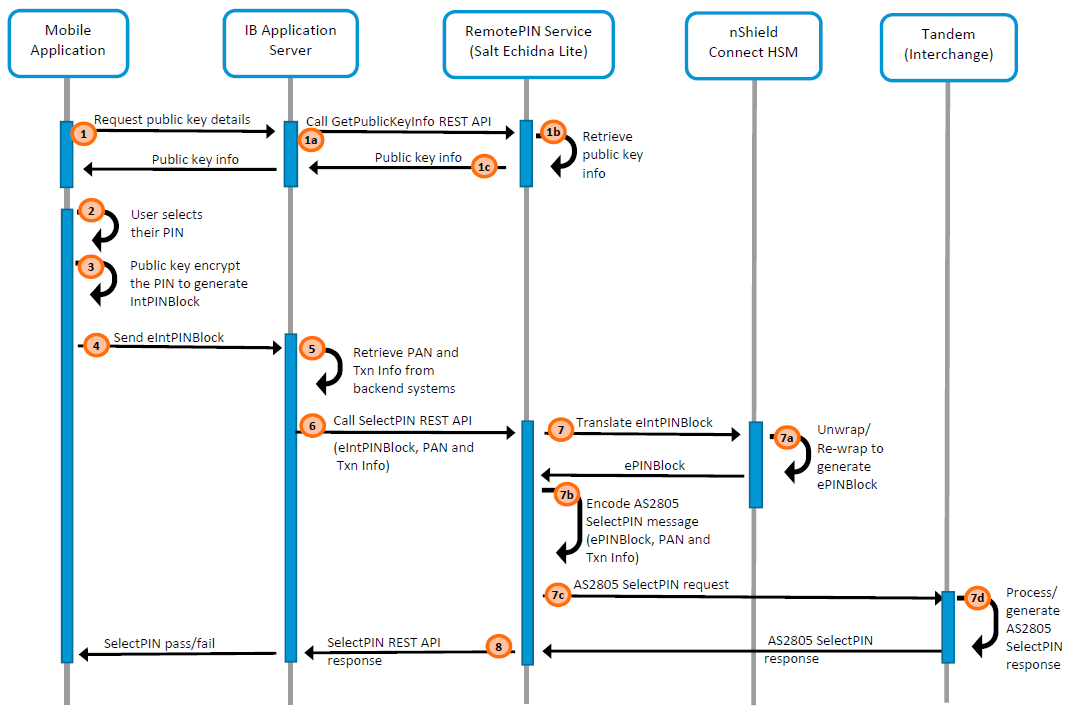 Mobile
Application
IB Application
Server
RemotePIN Service
(Salt Echidna Lite)
nShield
Connect HSM
Tandem
(Interchange)
1
Request public key details
1a
Call GetPublicKeyInfo REST API
1b
Retrieve
public key
info
Public key info
1c
Public key info
2
User selects
their PIN
3
Public key encrypt
the PIN to generate
IntPINBlock
4
Send eIntPINBlock
5
Retrieve PAN and
Txn Info from
backend systems
6
Call SelectPIN REST API
(eIntPINBlock, PAN and
Txn Info)
7
Translate eIntPINBlock
7a
Unwrap/
Re-wrap to
generate
ePINBlock
ePINBlock
7b
Encode AS2805
SelectPIN message
(ePINBlock, PAN and
Txn Info)
7c
AS2805 SelectPIN request
7d
Process/
generate
AS2805
SelectPIN
response
AS2805 SelectPIN
response
8
SelectPIN REST API
response
SelectPIN pass/fail